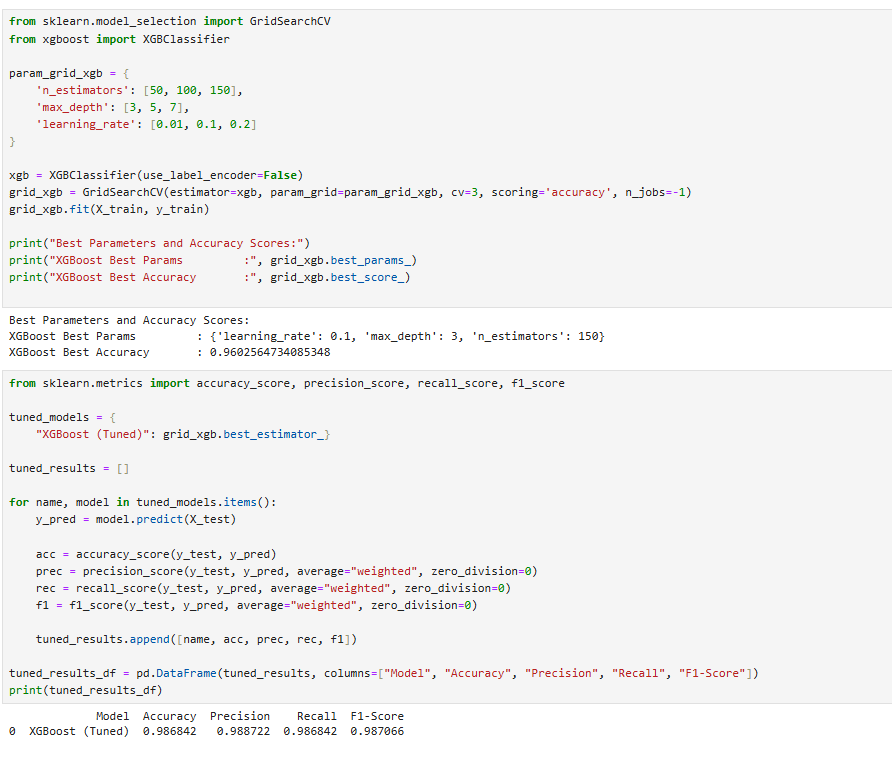 from sklearn.model_selection import GridSearchCV
from xgboost import XGBClassifier
param_grid_xgb = {
    'n_estimators': [50, 100, 150],
    'max_depth': [3, 5, 7],
    'learning_rate': [0.01, 0.1, 0.2]
}
xgb = XGBClassifier(use_label_encoder=False)
grid_xgb = GridSearchCV(estimator=xgb, param_grid=param_grid_xgb, cv=3, scoring='accuracy', n_jobs=-1)
grid_xgb.fit(X_train, y_train)
print("Best Parameters and Accuracy Scores:")
print("XGBoost Best Params         :", grid_xgb.best_params_)
print("XGBoost Best Accuracy       :", grid_xgb.best_score_)
Best Parameters and Accuracy Scores:
XGBoost Best Params         : {'learning_rate': 0.1, 'max_depth': 3, 'n_estimators': 150}
XGBoost Best Accuracy       : 0.9602564734085348
from sklearn.metrics import accuracy_score, precision_score, recall_score, f1_score
tuned_models = {
    "XGBoost (Tuned)": grid_xgb.best_estimator_}
tuned_results = []
for name, model in tuned_models.items():
    y_pred = model.predict(X_test)
    acc = accuracy_score(y_test, y_pred)
    prec = precision_score(y_test, y_pred, average="weighted", zero_division=0)
    rec = recall_score(y_test, y_pred, average="weighted", zero_division=0)
    f1 = f1_score(y_test, y_pred, average="weighted", zero_division=0)
    tuned_results.append([name, acc, prec, rec, f1])
tuned_results_df = pd.DataFrame(tuned_results, columns=["Model", "Accuracy", "Precision", "Recall", "F1-Score"])
print(tuned_results_df)
             Model  Accuracy  Precision    Recall  F1-Score
0  XGBoost (Tuned)  0.986842   0.988722  0.986842  0.987066